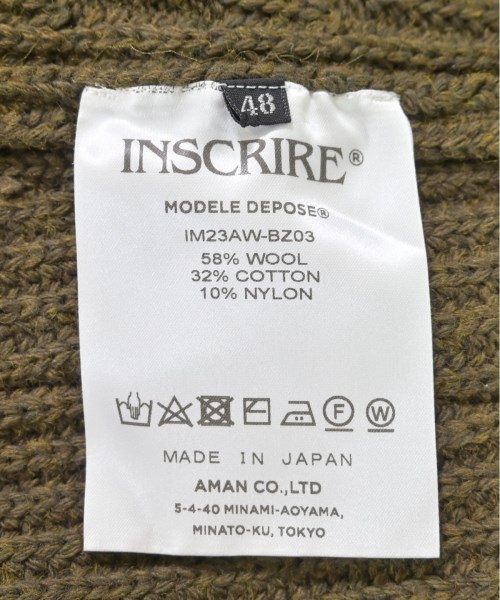 48
INSCRIRE®
MODELE DEPOSE®
IM23AW-BZ03
58% WOOL
32% COTTON
10% NYLON
F W
MADE IN JAPAN
AMAN CO.,LTD
5-4-40 MINAMI-AOYAMA,
MINATO-KU, TOKYO